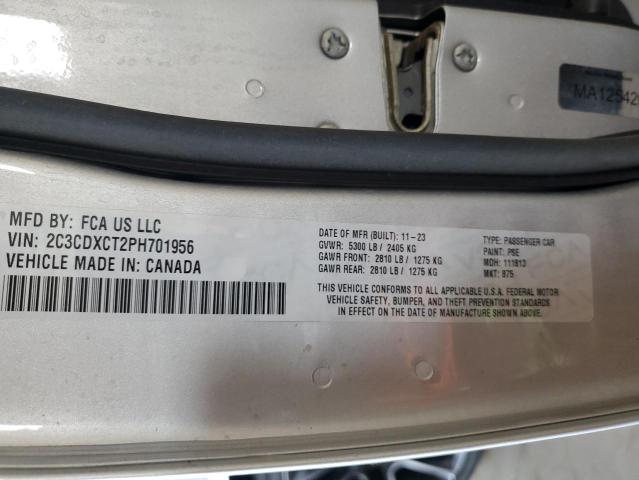 MA12542
MFD BY: FCA US LLC
VIN: 2C3CDXCT2PH701956
VEHICLE MADE IN: CANADA
DATE OF MFR (BUILT): 11-23
GVWR: 5300 LB / 2405 KG
GAWR FRONT: 2810 LB / 1275 KG
GAWR REAR: 2810 LB / 1275 KG
TYPE: PASSENGER CAR
PAINT: PSE
MDH: 111813
MKT: B75
THIS VEHICLE CONFORMS TO ALL APPLICABLE U.S.A. FEDERAL MOTOR
VEHICLE SAFETY, BUMPER, AND THEFT PREVENTION STANDARDS
IN EFFECT ON THE DATE OF MANUFACTURE SHOWN ABOVE.